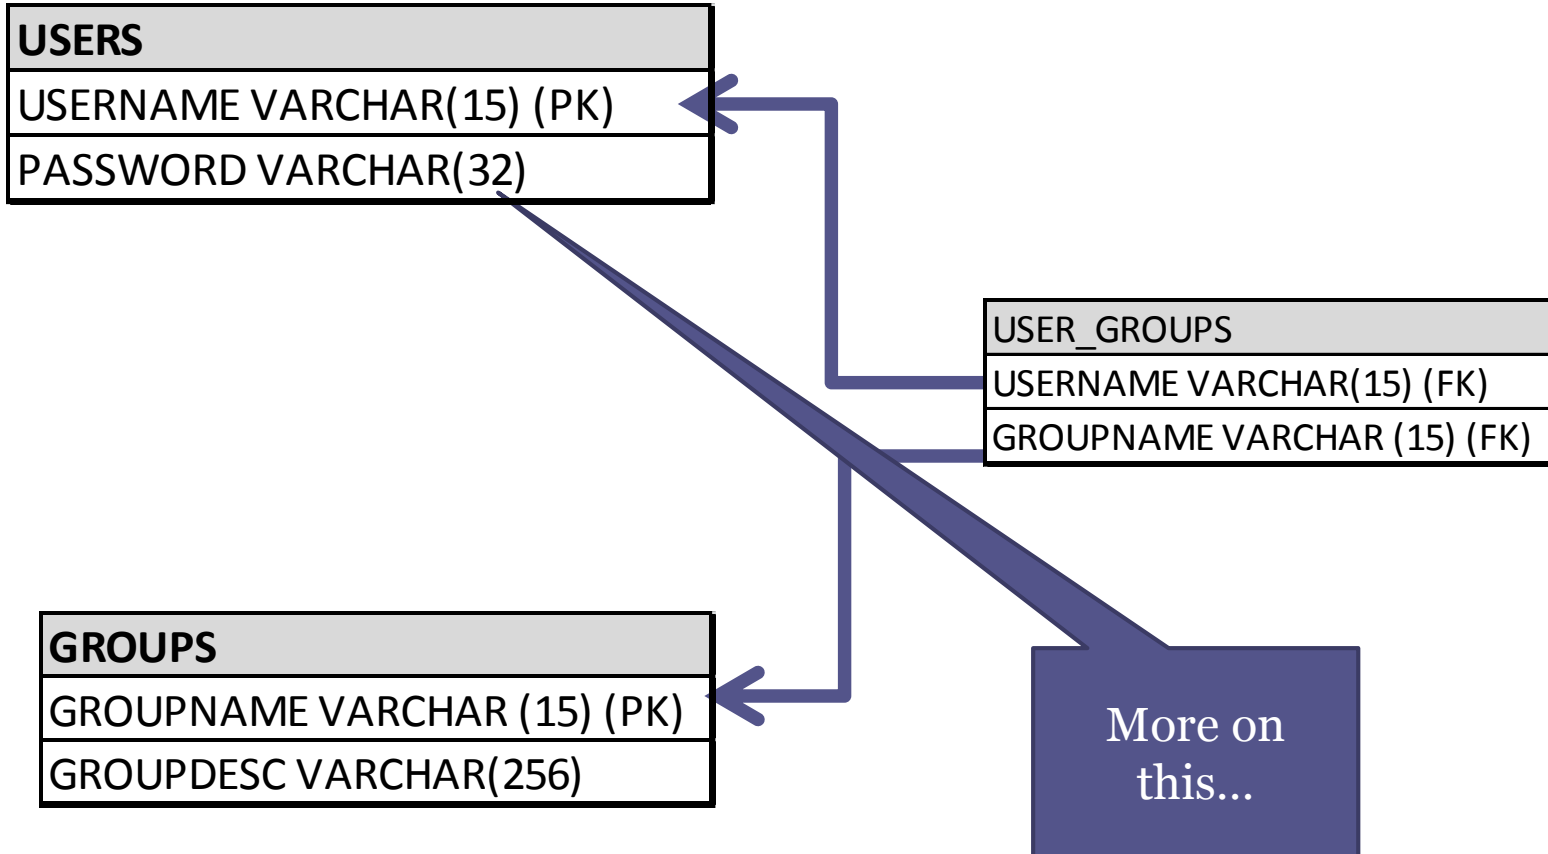 USERS
USERNAME VARCHAR(15) (PK)
PASSWORD VARCHAR(32)
USER_GROUPS
USERNAME VARCHAR(15) (FK)
GROUPNAME VARCHAR (15) (FK)
GROUPS
GROUPNAME VARCHAR (15) (PK)
GROUPDESC VARCHAR(256)
More on
this...